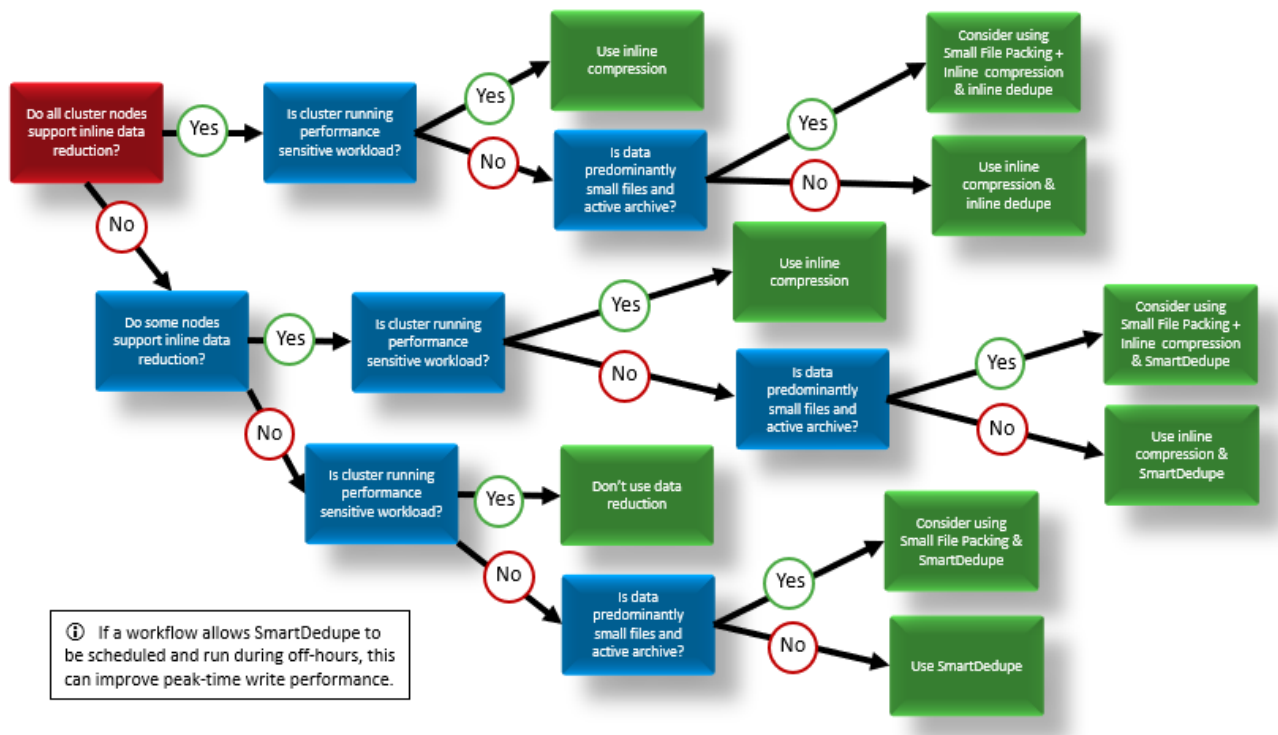 Do all cluster nodes
support inline data
reduction?
Yes
Is cluster running
performance
sensitive workload?
Yes
Use inline
compression
No
Is data
predominantly
small files and
active archive?
Yes
Consider using
Small File Packing +
Inline compression
& inline dedupe
No
Use inline
compression &
inline dedupe
No
Do some nodes
support inline data
reduction?
Yes
Is cluster running
performance
sensitive workload?
Yes
Use inline
compression
No
Is data
predominantly
small files and
active archive?
Yes
Consider using
Small File Packing +
Inline compression
& SmartDedupe
No
Use inline
compression &
SmartDedupe
No
Is cluster running
performance
sensitive workload?
Yes
Don't use data
reduction
No
Is data
predominantly
small files and
active archive?
Yes
Consider using
Small File Packing &
SmartDedupe
No
Use SmartDedupe
ⓘ If a workflow allows SmartDedupe to
be scheduled and run during off-hours, this
can improve peak-time write performance.